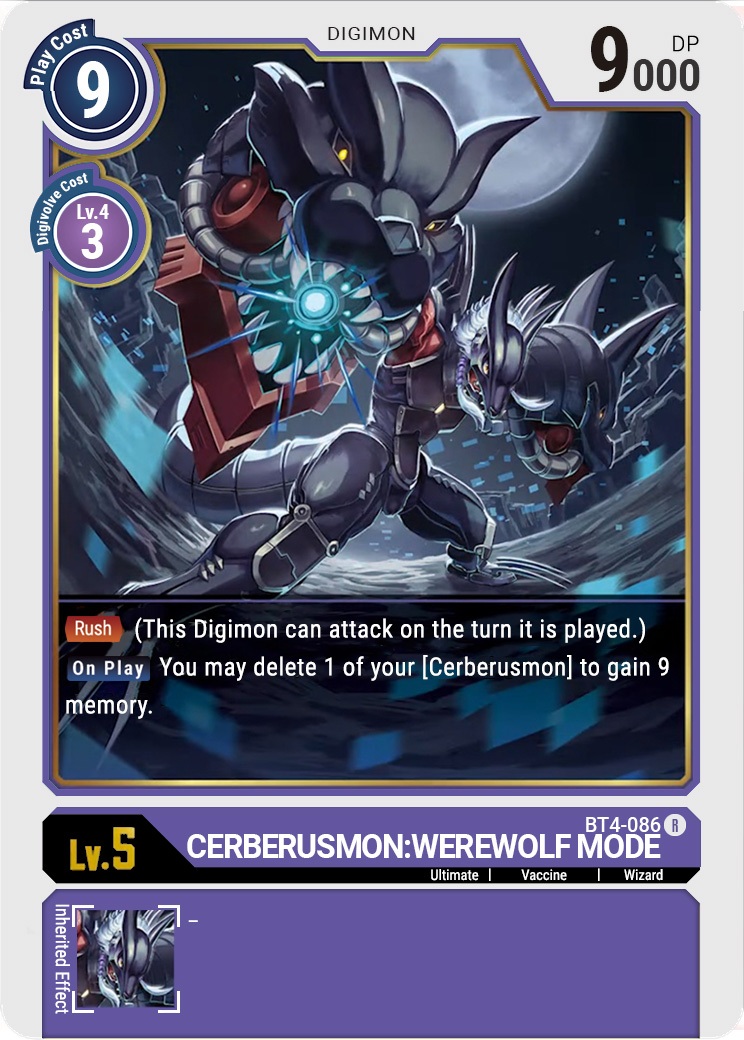 DIGIMON
Play Cost
9
DP
9000
Digivolve Cost
Lv.4
3
Rush (This Digimon can attack on the turn it is played.)
On Play You may delete 1 of your [Cerberusmon] to gain 9
memory.
BT4-086 R
Lv.5 CERBERUSMON:WEREWOLF MODE
Ultimate | Vaccine | Wizard
Inherited Effect
–